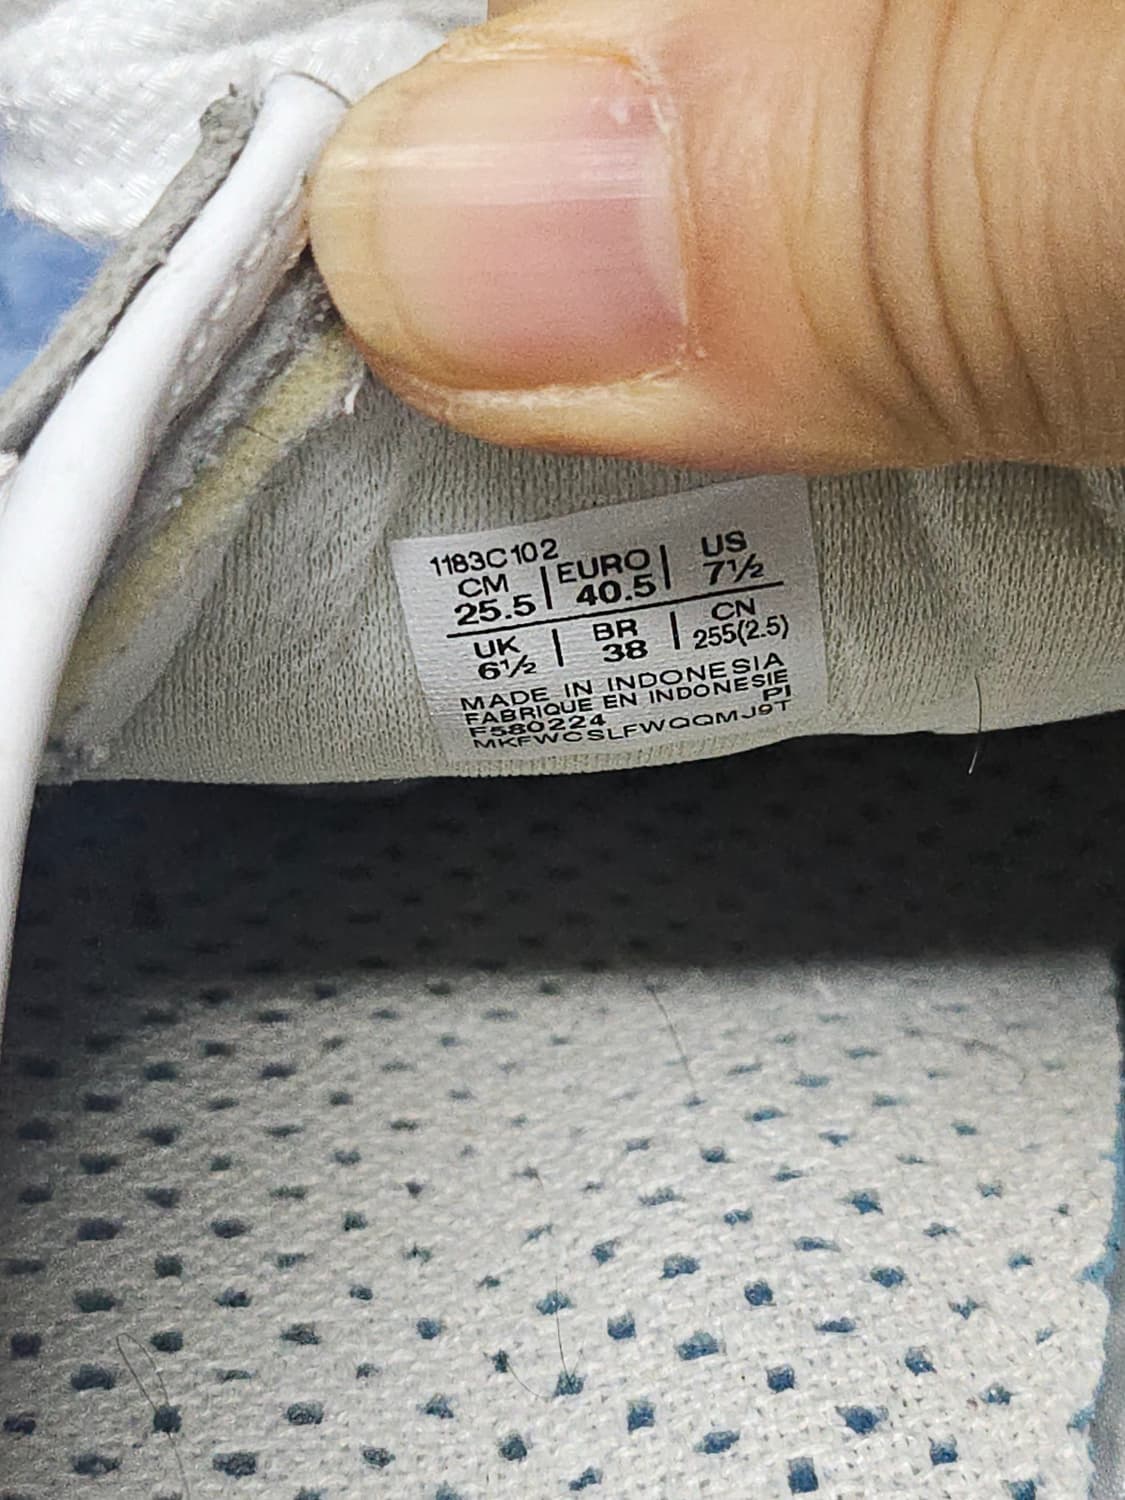 1183C102
CM | EURO | US
25.5 | 40.5 | 7½
UK | BR | CN
6½ | 38 | 255(2.5)
MADE IN INDONESIA
FABRIQUE EN INDONESIE
F580224 PI
MKFWCSLFWQQMJ9T